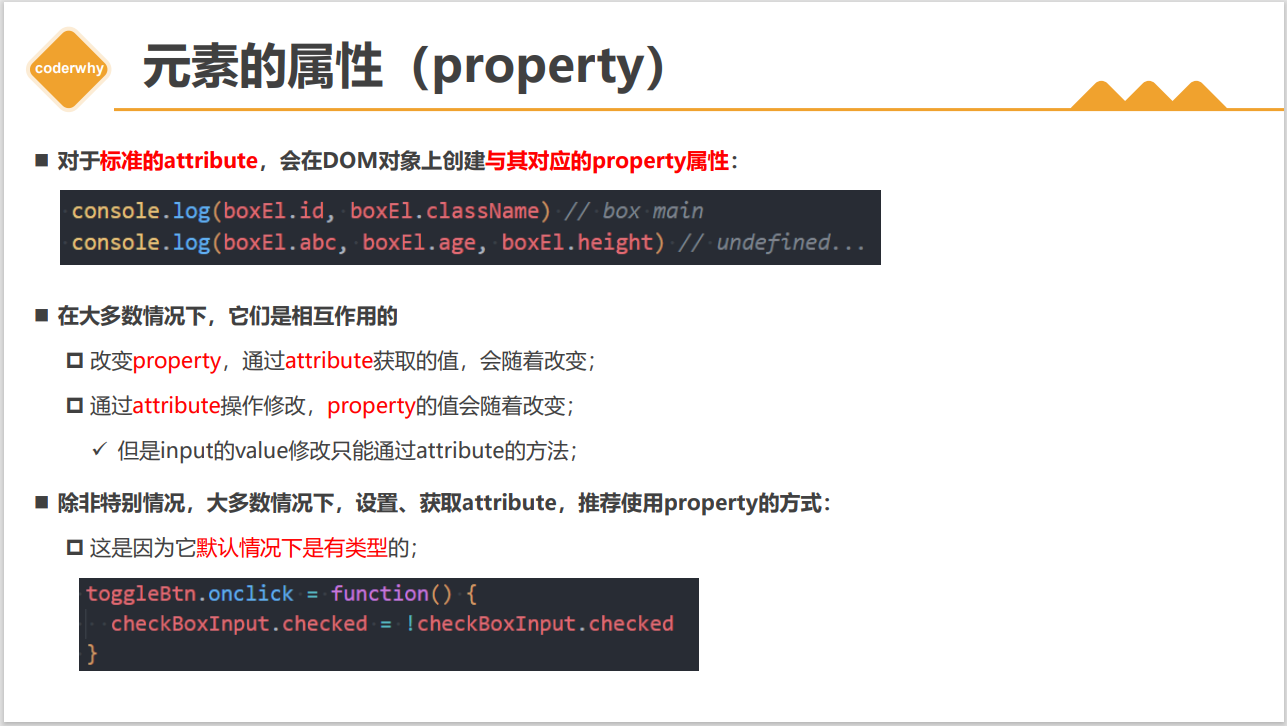 coderwhy
元素的属性（property）
对于标准的attribute，会在DOM对象上创建与其对应的property属性：
console.log(boxEl.id, boxEl.className) // box main
console.log(boxEl.abc, boxEl.age, boxEl.height) // undefined...
在大多数情况下，它们是相互作用的
改变property，通过attribute获取的值，会随着改变；
通过attribute操作修改，property的值会随着改变；
但是input的value修改只能通过attribute的方法；
除非特别情况，大多数情况下，设置、获取attribute，推荐使用property的方式：
这是因为它默认情况下是有类型的；
toggleBtn.onclick = function() {
checkBoxInput.checked = !checkBoxInput.checked
}